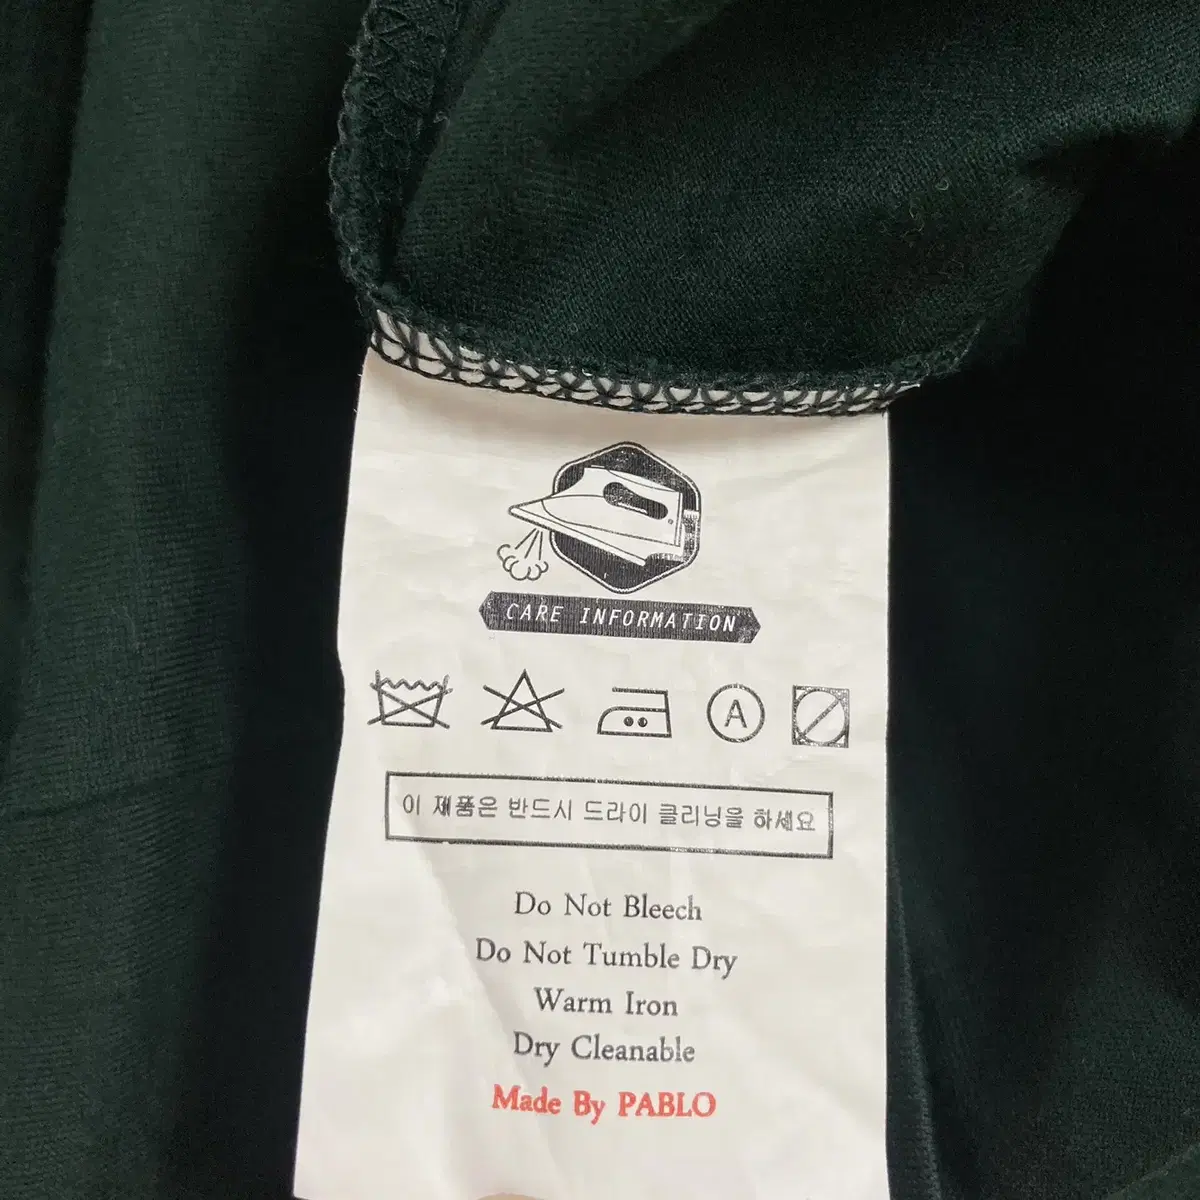 CARE INFORMATION
A
이 제품은 반드시 드라이 클리닝을 하세요
Do Not Bleech
Do Not Tumble Dry
Warm Iron
Dry Cleanable
Made By PABLO